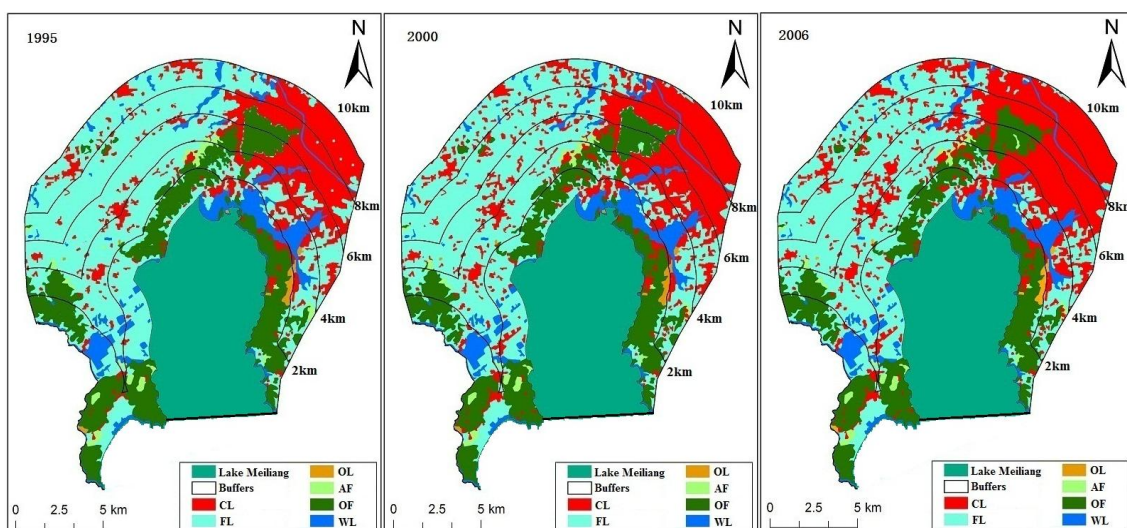 1995
N
10km
8km
6km
4km
2km
Lake Meiliang
Buffers
CL
FL
OL
AF
OF
WL
0 2.5 5 km
2000
N
10km
8km
6km
4km
2km
Lake Meiliang
Buffers
CL
FL
OL
AF
OF
WL
0 2.5 5 km
2006
N
10km
8km
6km
4km
2km
Lake Meiliang
Buffers
CL
FL
OL
AF
OF
WL
0 2.5 5 km